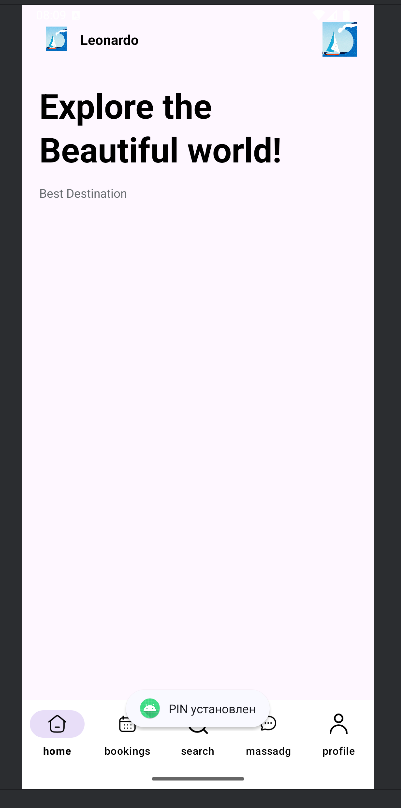 Leonardo
Explore the
Beautiful world!
Best Destination
PIN установлен
home
bookings
search
massadg
profile